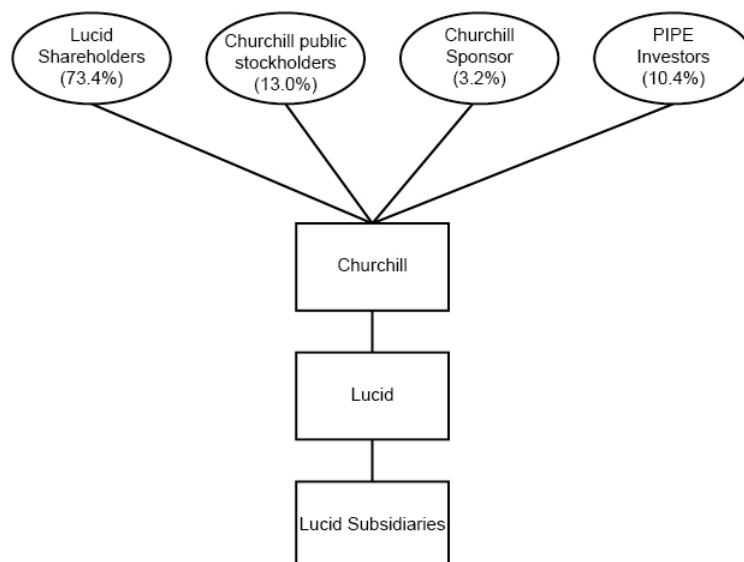 Lucid
Shareholders
(73.4%)
Churchill public
stockholders
(13.0%)
Churchill
Sponsor
(3.2%)
PIPE
Investors
(10.4%)
Churchill
Lucid
Lucid Subsidiaries